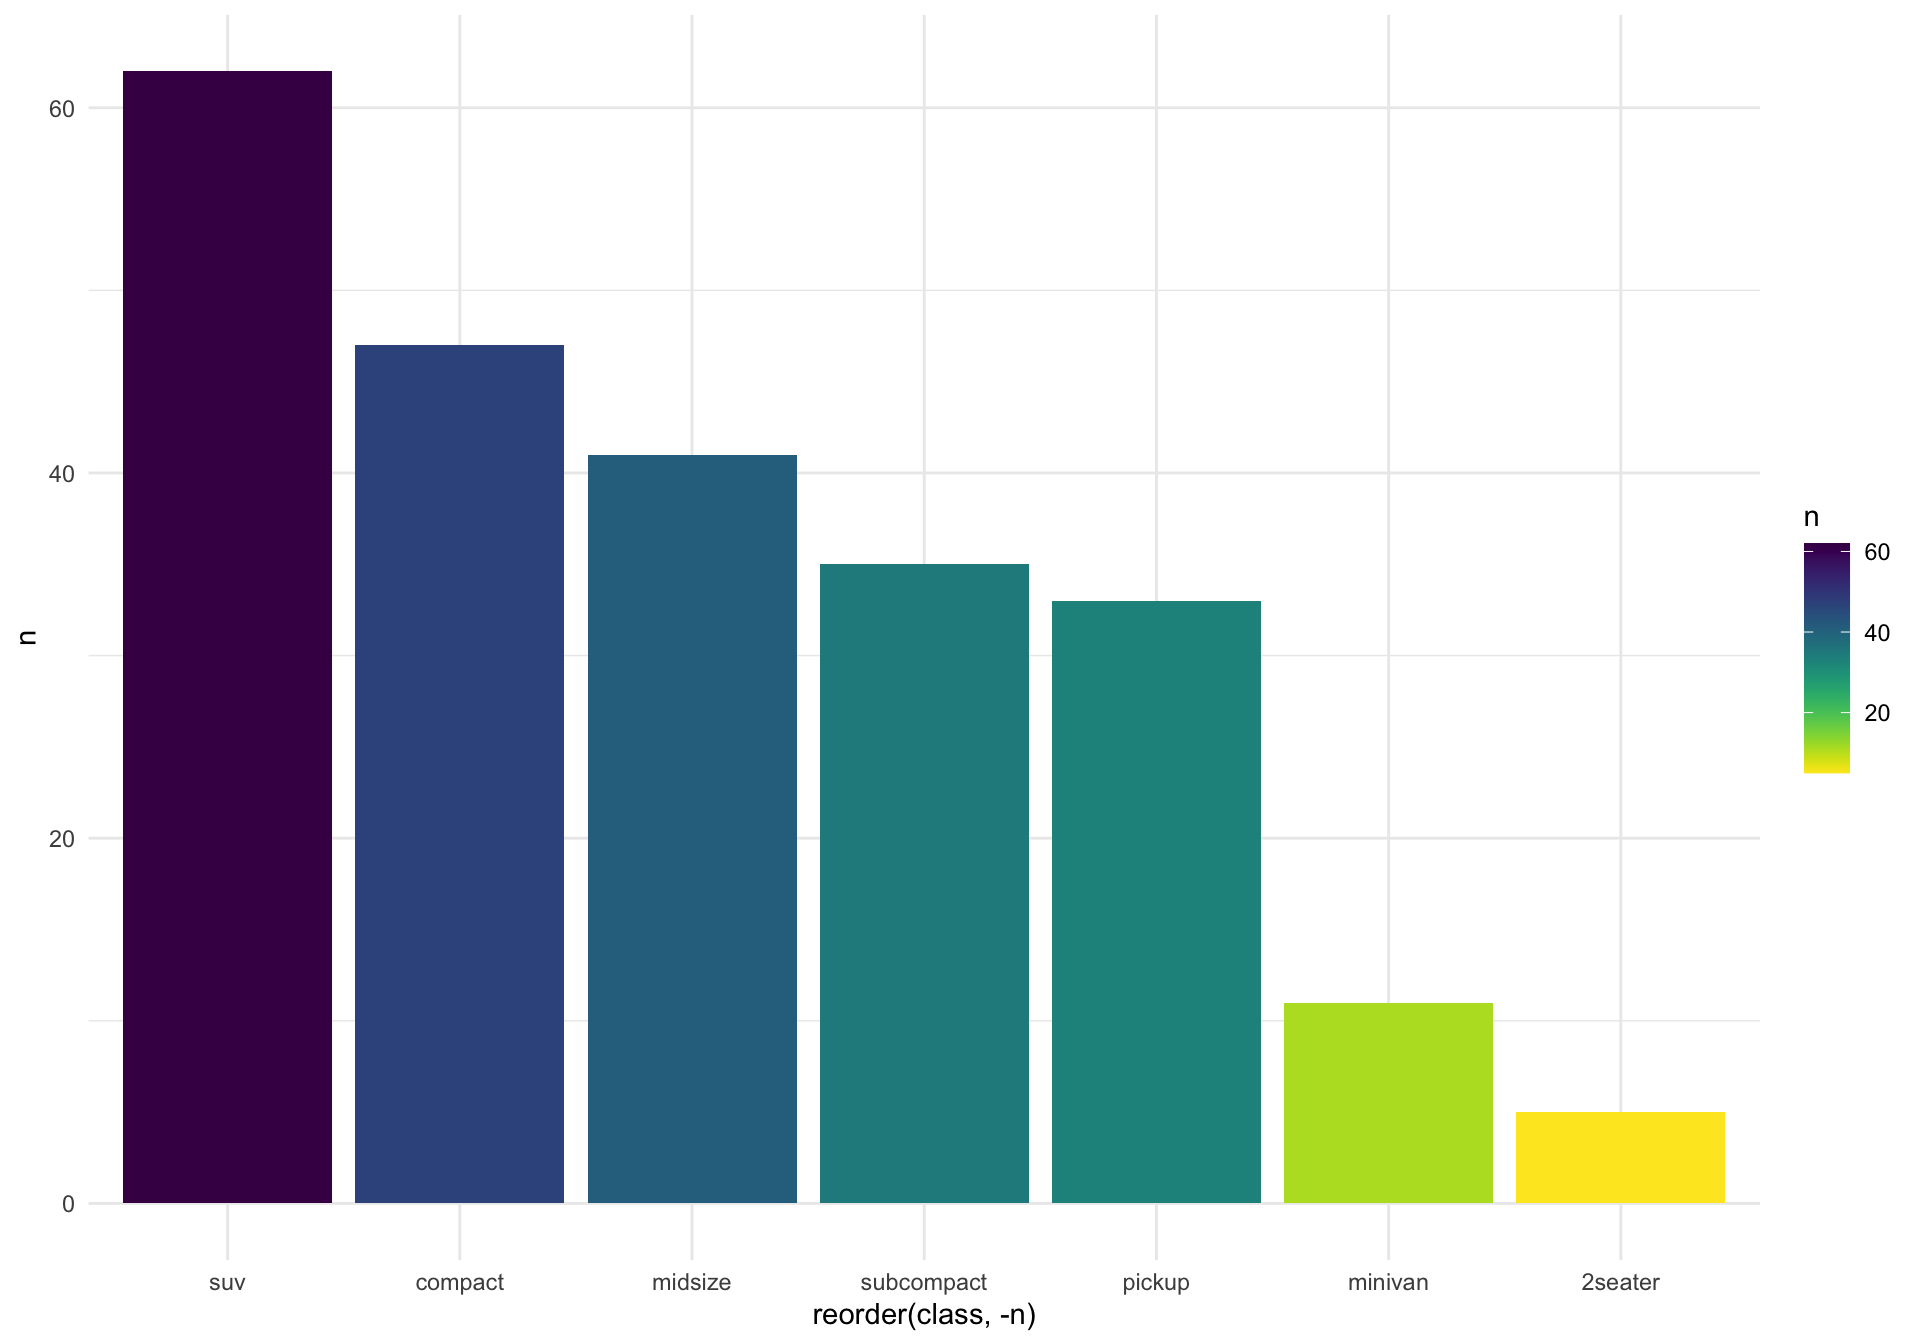 60
40
20
0
n
suv compact midsize subcompact pickup minivan 2seater
reorder(class, -n)
n
60
40
20